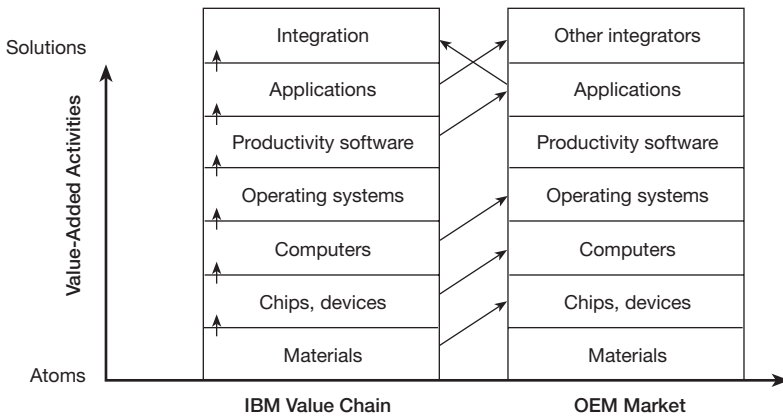 Solutions
Value-Added Activities
Atoms
Integration
Applications
Productivity software
Operating systems
Computers
Chips, devices
Materials
IBM Value Chain
Other integrators
Applications
Productivity software
Operating systems
Computers
Chips, devices
Materials
OEM Market